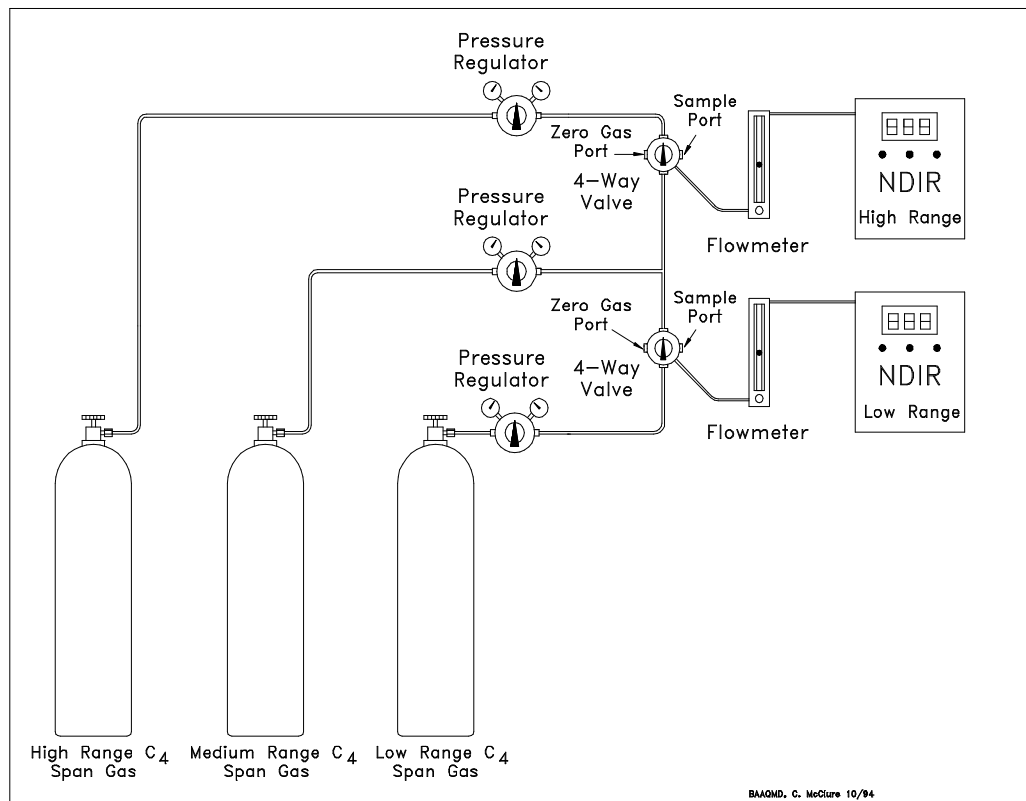 Pressure
Regulator
Sample
Port
Zero Gas
Port
4-Way
Valve
NDIR
High Range
Flowmeter
Pressure
Regulator
Sample
Port
Zero Gas
Port
4-Way
Valve
NDIR
Low Range
Flowmeter
Pressure
Regulator
High Range C4
Span Gas
Medium Range C4
Span Gas
Low Range C4
Span Gas
BAAQMD. C. McClure 10/94